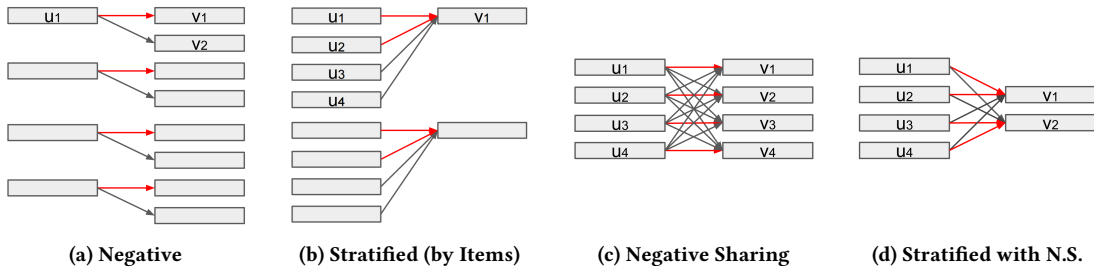 u1
v1
v2
(a) Negative
u1
u2
u3
u4
v1
(b) Stratified (by Items)
u1
u2
u3
u4
v1
v2
v3
v4
(c) Negative Sharing
u1
u2
u3
u4
v1
v2
(d) Stratified with N.S.